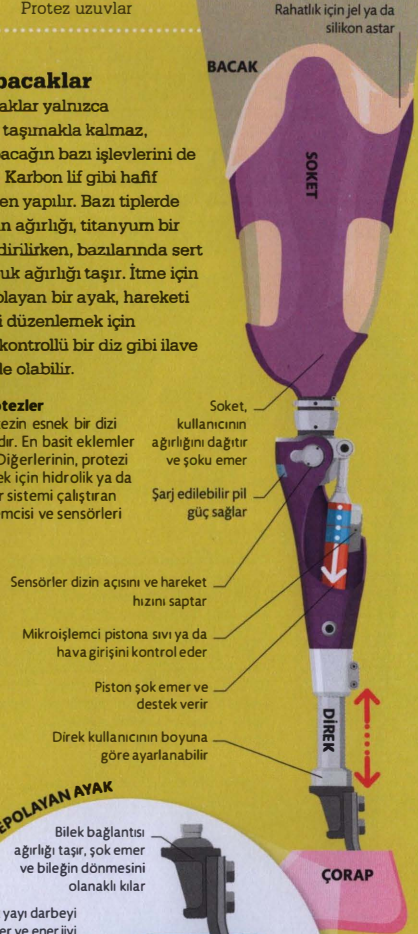 Protez uzuvlar
Rahatlık için jel ya da
silikon astar
BACAK
SOKET
bacaklar
aklar yalnızca
taşımakla kalmaz,
bacağın bazı işlevlerini de
Karbon lif gibi hafif
en yapılır. Bazı tiplerde
n ağırlığı, titanyum bir
dirilirken, bazılarında sert
uk ağırlığı taşır. İtme için
polayan bir ayak, hareketi
i düzenlemek için
kontrollü bir diz gibi ilave
le olabilir.
otezler
ezin esnek bir dizi
dır. En basit eklemler
Diğerlerinin, protezi
ek için hidrolik ya da
r sistemi çalıştıran
emcisi ve sensörleri
Soket,
kullanıcının
ağırlığını dağıtır
ve şoku emer
Şarj edilebilir pil
güç sağlar
Sensörler dizin açısını ve hareket
hızını saptar
Mikroişlemci pistona sıvı ya da
hava girişini kontrol eder
Piston şok emer ve
destek verir
Direk kullanıcının boyuna
göre ayarlanabilir
DİREK
EPOLAYAN AYAK
Bilek bağlantısı
ağırlığı taşır, şok emer
ve bileğin dönmesini
olanaklı kılar
ÇORAP
yayı darbeyi
er ve enerjiyi